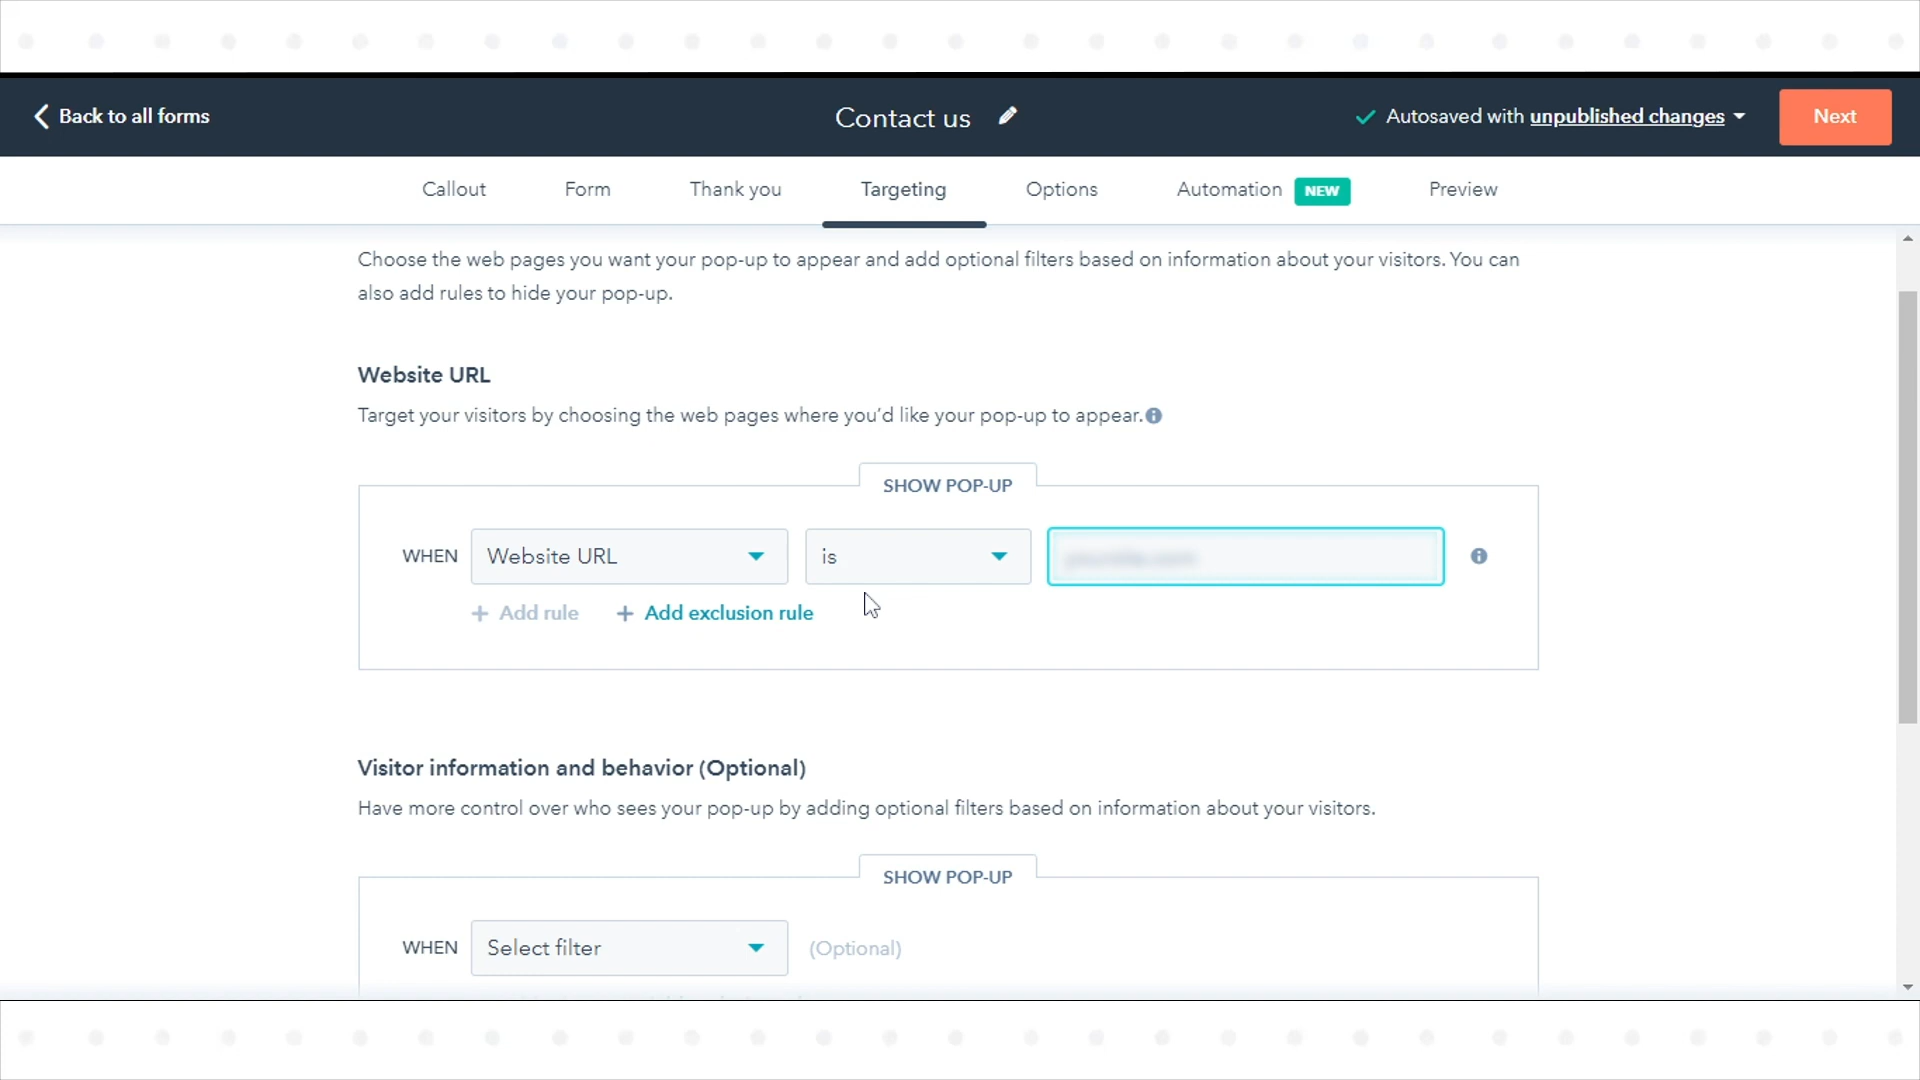 Back to all forms
Contact us
Autosaved with unpublished changes
Next
Callout
Form
Thank you
Targeting
Options
Automation NEW
Preview
Choose the web pages you want your pop-up to appear and add optional filters based on information about your visitors. You can
also add rules to hide your pop-up.
Website URL
Target your visitors by choosing the web pages where you'd like your pop-up to appear.
SHOW POP-UP
WHEN Website URL is
+ Add rule + Add exclusion rule
Visitor information and behavior (Optional)
Have more control over who sees your pop-up by adding optional filters based on information about your visitors.
SHOW POP-UP
WHEN Select filter (Optional)